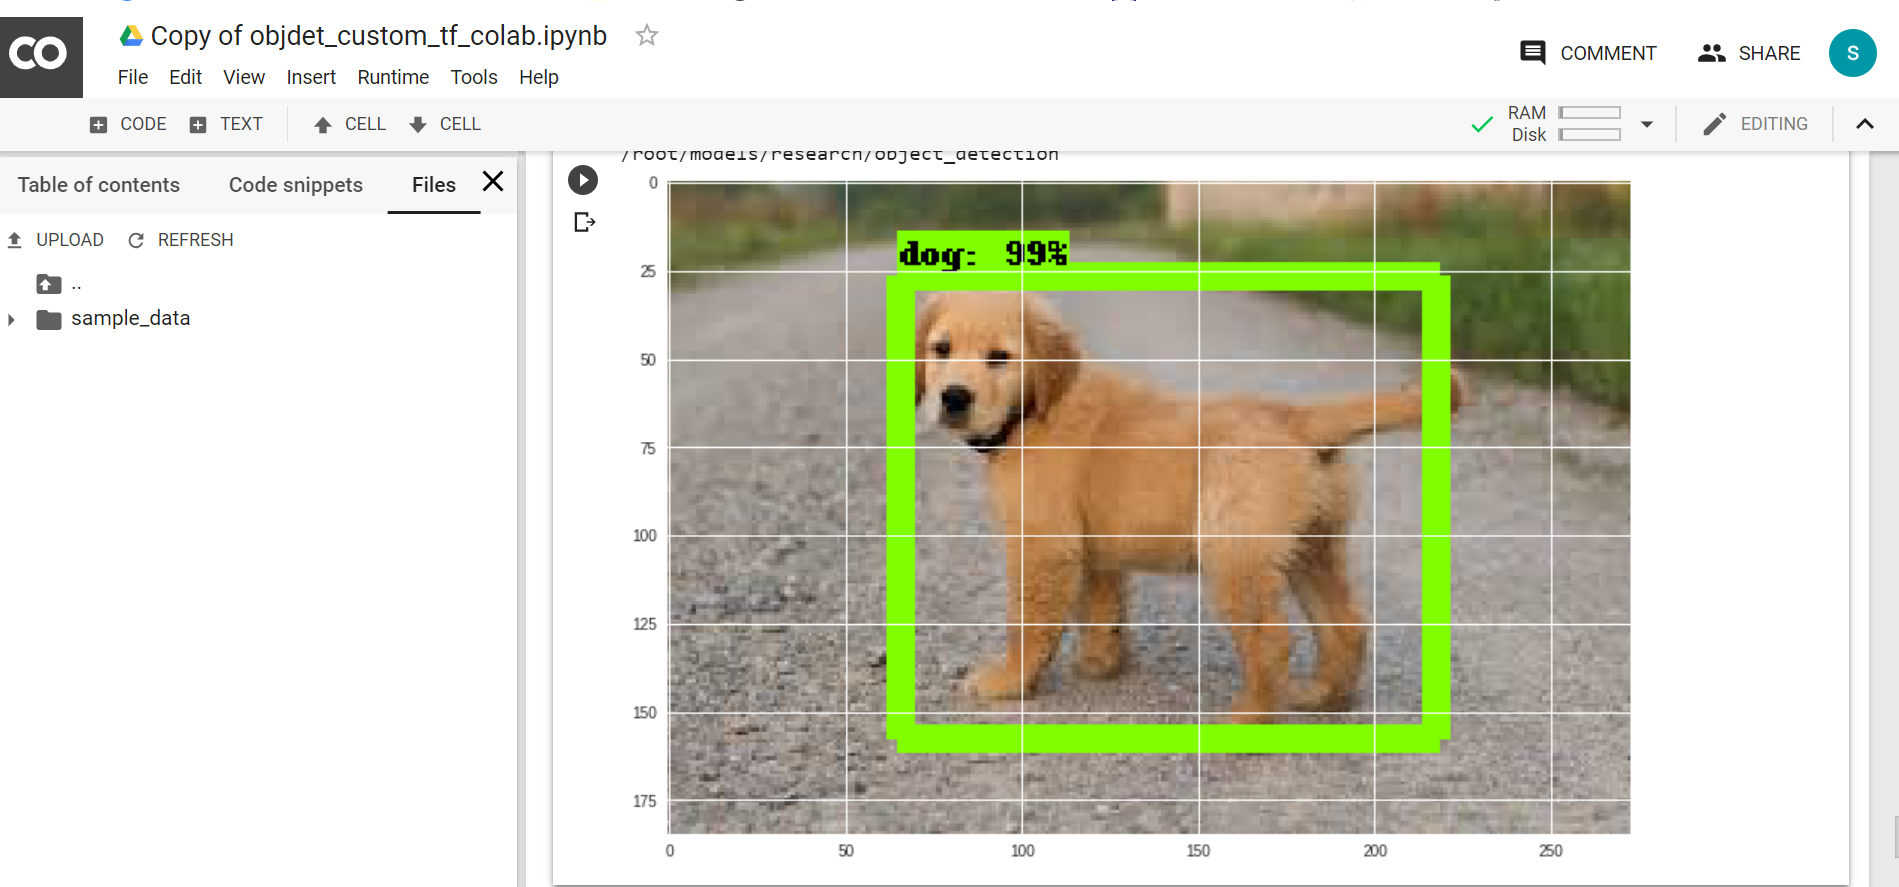 CO
Copy of objdet_custom_tf_colab.ipynb
COMMENT
SHARE
S
File Edit View Insert Runtime Tools Help
CODE TEXT CELL CELL
RAM
Disk
EDITING
Table of contents Code snippets Files
UPLOAD REFRESH
..
sample_data
/root/models/research/object_detection
dog: 99%
0
25
50
75
100
125
150
175
0 50 100 150 200 250